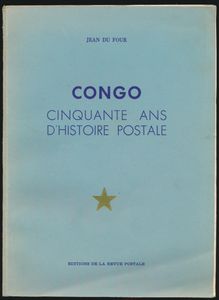 JEAN DU FOUR
CONGO
CINQUANTE ANS
D'HISTOIRE POSTALE
EDITIONS DE LA REVUE POSTALE